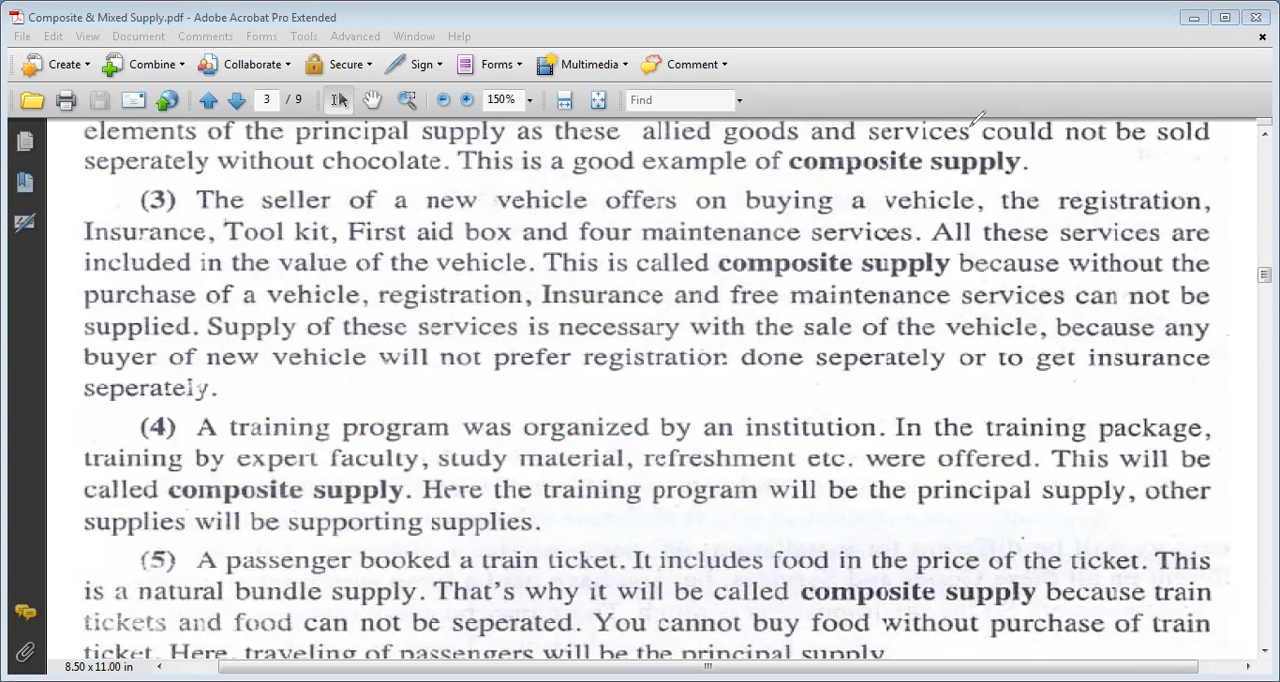 Composite & Mixed Supply.pdf - Adobe Acrobat Pro Extended
File Edit View Document Comments Forms Tools Advanced Window Help
Create Combine Collaborate Secure Sign Forms Multimedia Comment
3 / 9 150% Find
elements of the principal supply as these allied goods and services could not be sold
seperately without chocolate. This is a good example of composite supply.
(3) The seller of a new vehicle offers on buying a vehicle, the registration,
Insurance, Tool kit, First aid box and four maintenance services. All these services are
included in the value of the vehicle. This is called composite supply because without the
purchase of a vehicle, registration, Insurance and free maintenance services can not be
supplied. Supply of these services is necessary with the sale of the vehicle, because any
buyer of new vehicle will not prefer registration done seperately or to get insurance
seperately.
(4) A training program was organized by an institution. In the training package,
training by expert faculty, study material, refreshment etc. were offered. This will be
called composite supply. Here the training program will be the principal supply, other
supplies will be supporting supplies.
(5) A passenger booked a train ticket. It includes food in the price of the ticket. This
is a natural bundle supply. That's why it will be called composite supply because train
tickets and food can not be seperated. You cannot buy food without purchase of train
ticket. Here, traveling of passengers will be the principal supply
8.50 x 11.00 in